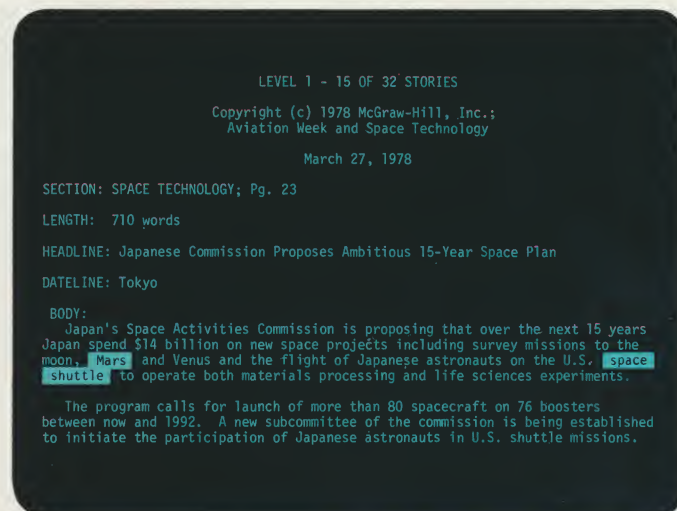 LEVEL 1 - 15 OF 32 STORIES
Copyright (c) 1978 McGraw-Hill, Inc.;
Aviation Week and Space Technology
March 27, 1978
SECTION: SPACE TECHNOLOGY; Pg. 23
LENGTH: 710 words
HEADLINE: Japanese Commission Proposes Ambitious 15-Year Space Plan
DATELINE: Tokyo
BODY:
Japan's Space Activities Commission is proposing that over the next 15 years
Japan spend $14 billion on new space projects including survey missions to the
moon, Mars and Venus and the flight of Japanese astronauts on the U.S. space
shuttle to operate both materials processing and life sciences experiments.
The program calls for launch of more than 80 spacecraft on 76 boosters
between now and 1992. A new subcommittee of the commission is being established
to initiate the participation of Japanese astronauts in U.S. shuttle missions.